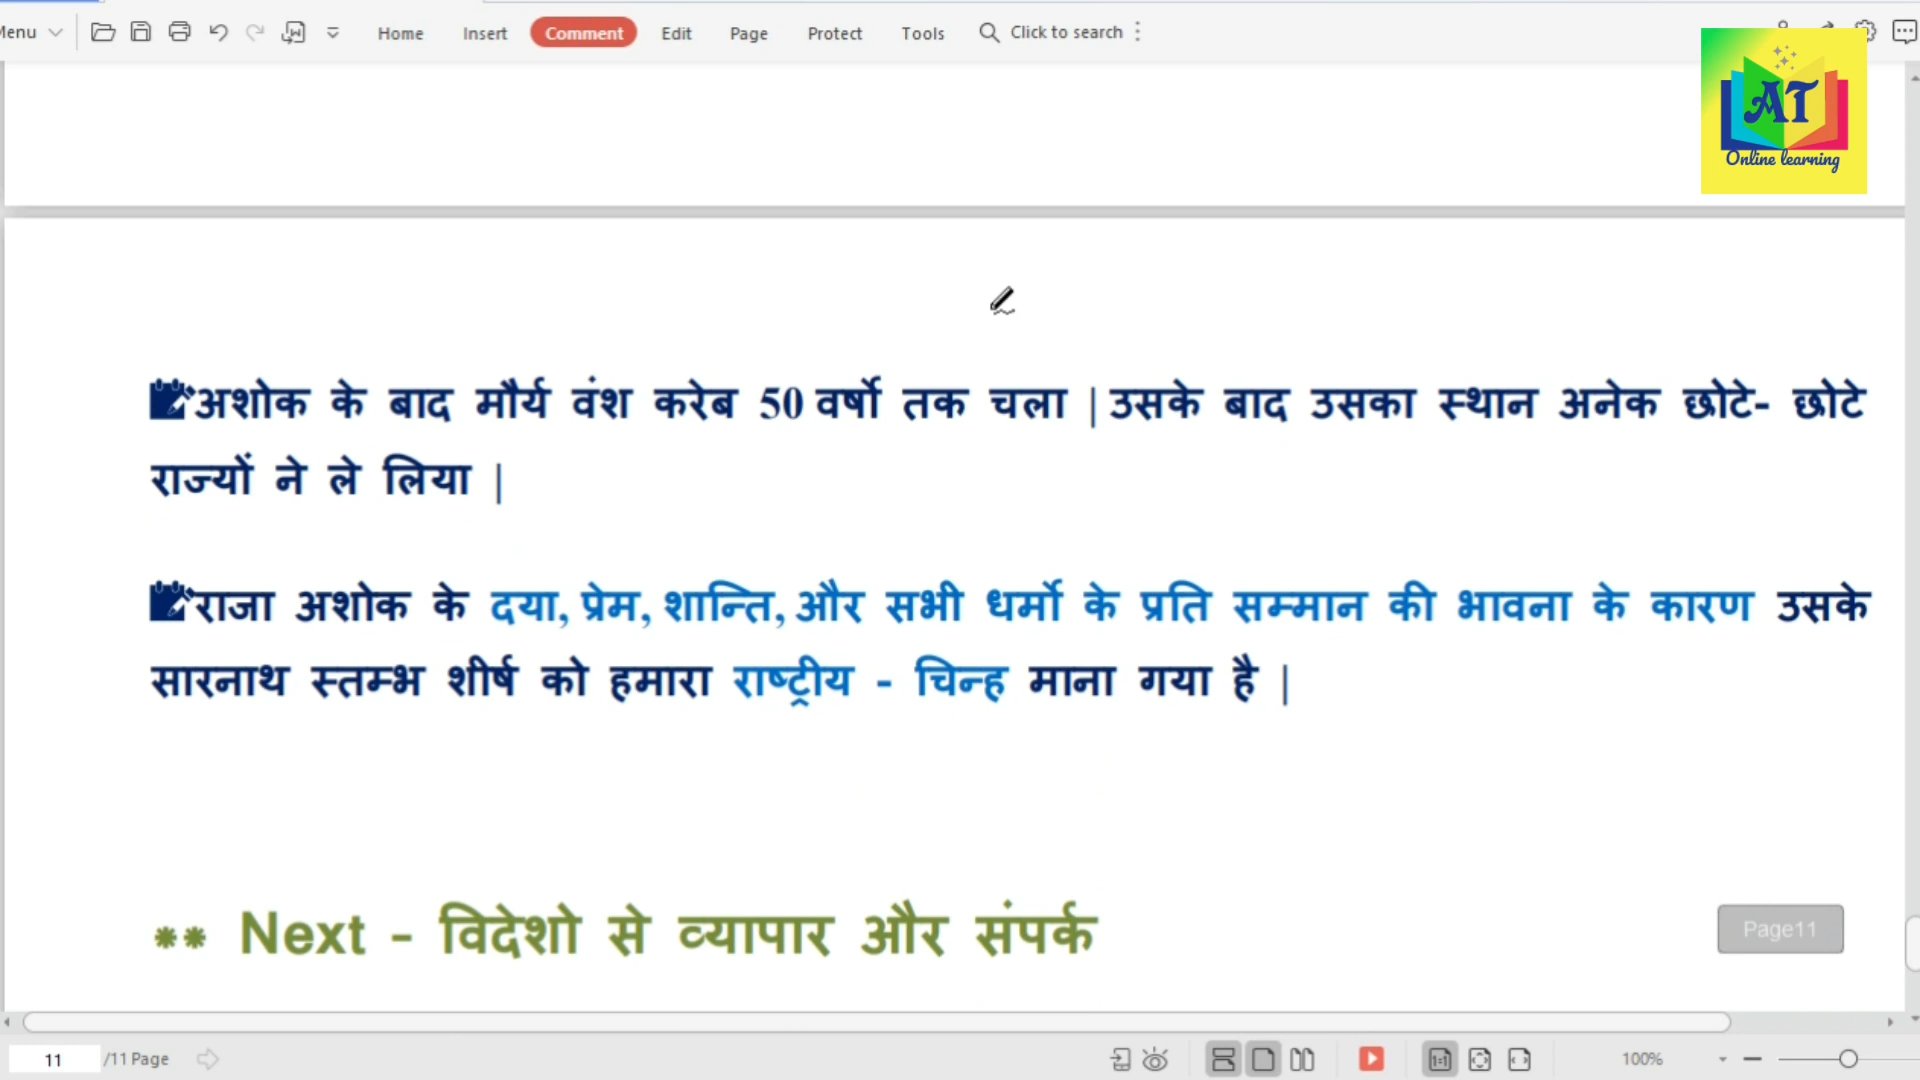 Menu Home Insert Comment Edit Page Protect Tools Click to search
AT
Online learning
अशोक के बाद मौर्य वंश करेब 50 वर्षो तक चला | उसके बाद उसका स्थान अनेक छोटे- छोटे
राज्यों ने ले लिया |
राजा अशोक के दया, प्रेम, शान्ति, और सभी धर्मो के प्रति सम्मान की भावना के कारण उसके
सारनाथ स्तम्भ शीर्ष को हमारा राष्ट्रीय - चिन्ह माना गया है |
** Next - विदेशो से व्यापार और संपर्क
Page11
11 /11 Page 100%